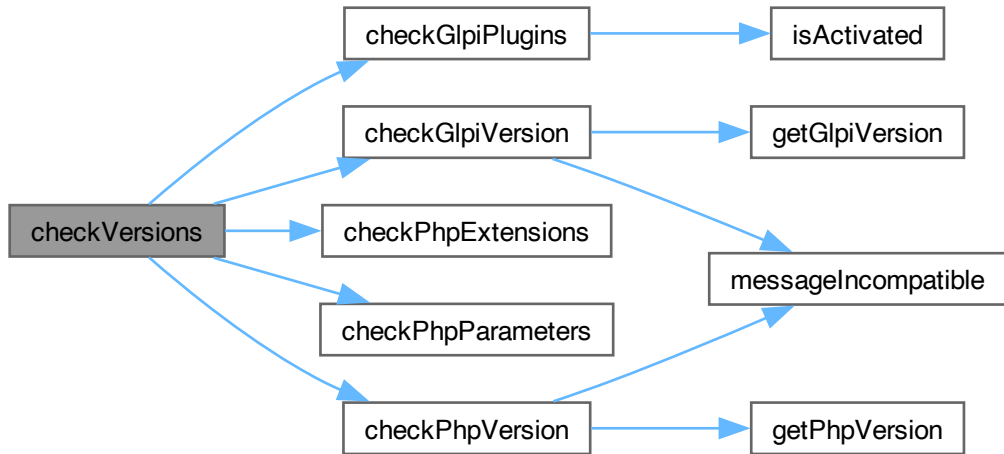 checkGlpiPlugins
isActivated
checkGlpiVersion
getGlpiVersion
checkVersions
checkPhpExtensions
messageIncompatible
checkPhpParameters
checkPhpVersion
getPhpVersion